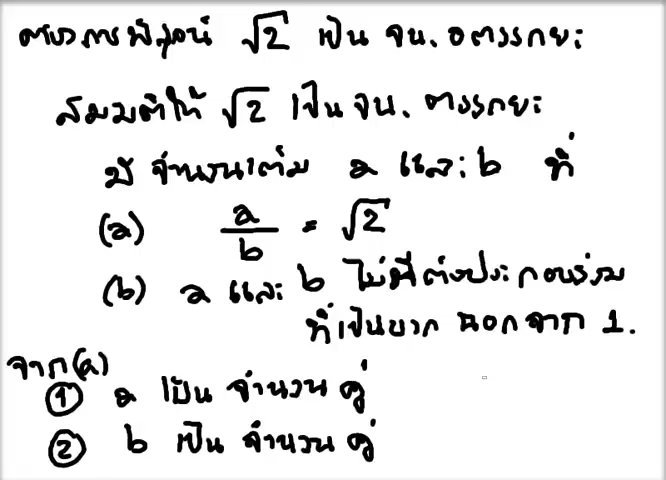 ต้องการพิสูจน์ √2 เป็น จน. อตรรกยะ
สมมติให้ √2 เป็น จน. ตรรกยะ
มี จำนวนเต็ม a และ b ที่
(a) a/b = √2
(b) a และ b ไม่มีตัวประกอบร่วม
ที่เป็นบวก นอกจาก 1.
จาก(a)
① a เป็น จำนวน คู่
② b เป็น จำนวน คู่